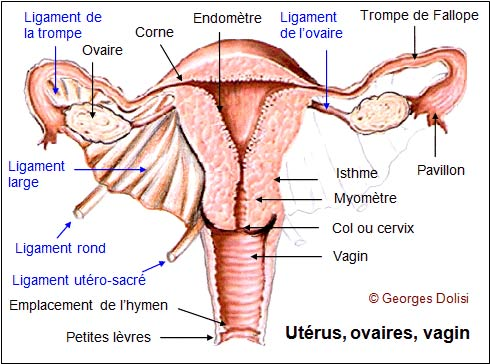 Ligament de
la trompe
Ovaire
Corne
Endomètre
Ligament
de l'ovaire
Trompe de Fallope
Pavillon
Ligament
large
Isthme
Myomètre
Col ou cervix
Vagin
Ligament rond
Ligament utéro-sacré
Emplacement de l'hymen
Petites lèvres
© Georges Dolisi
Utérus, ovaires, vagin